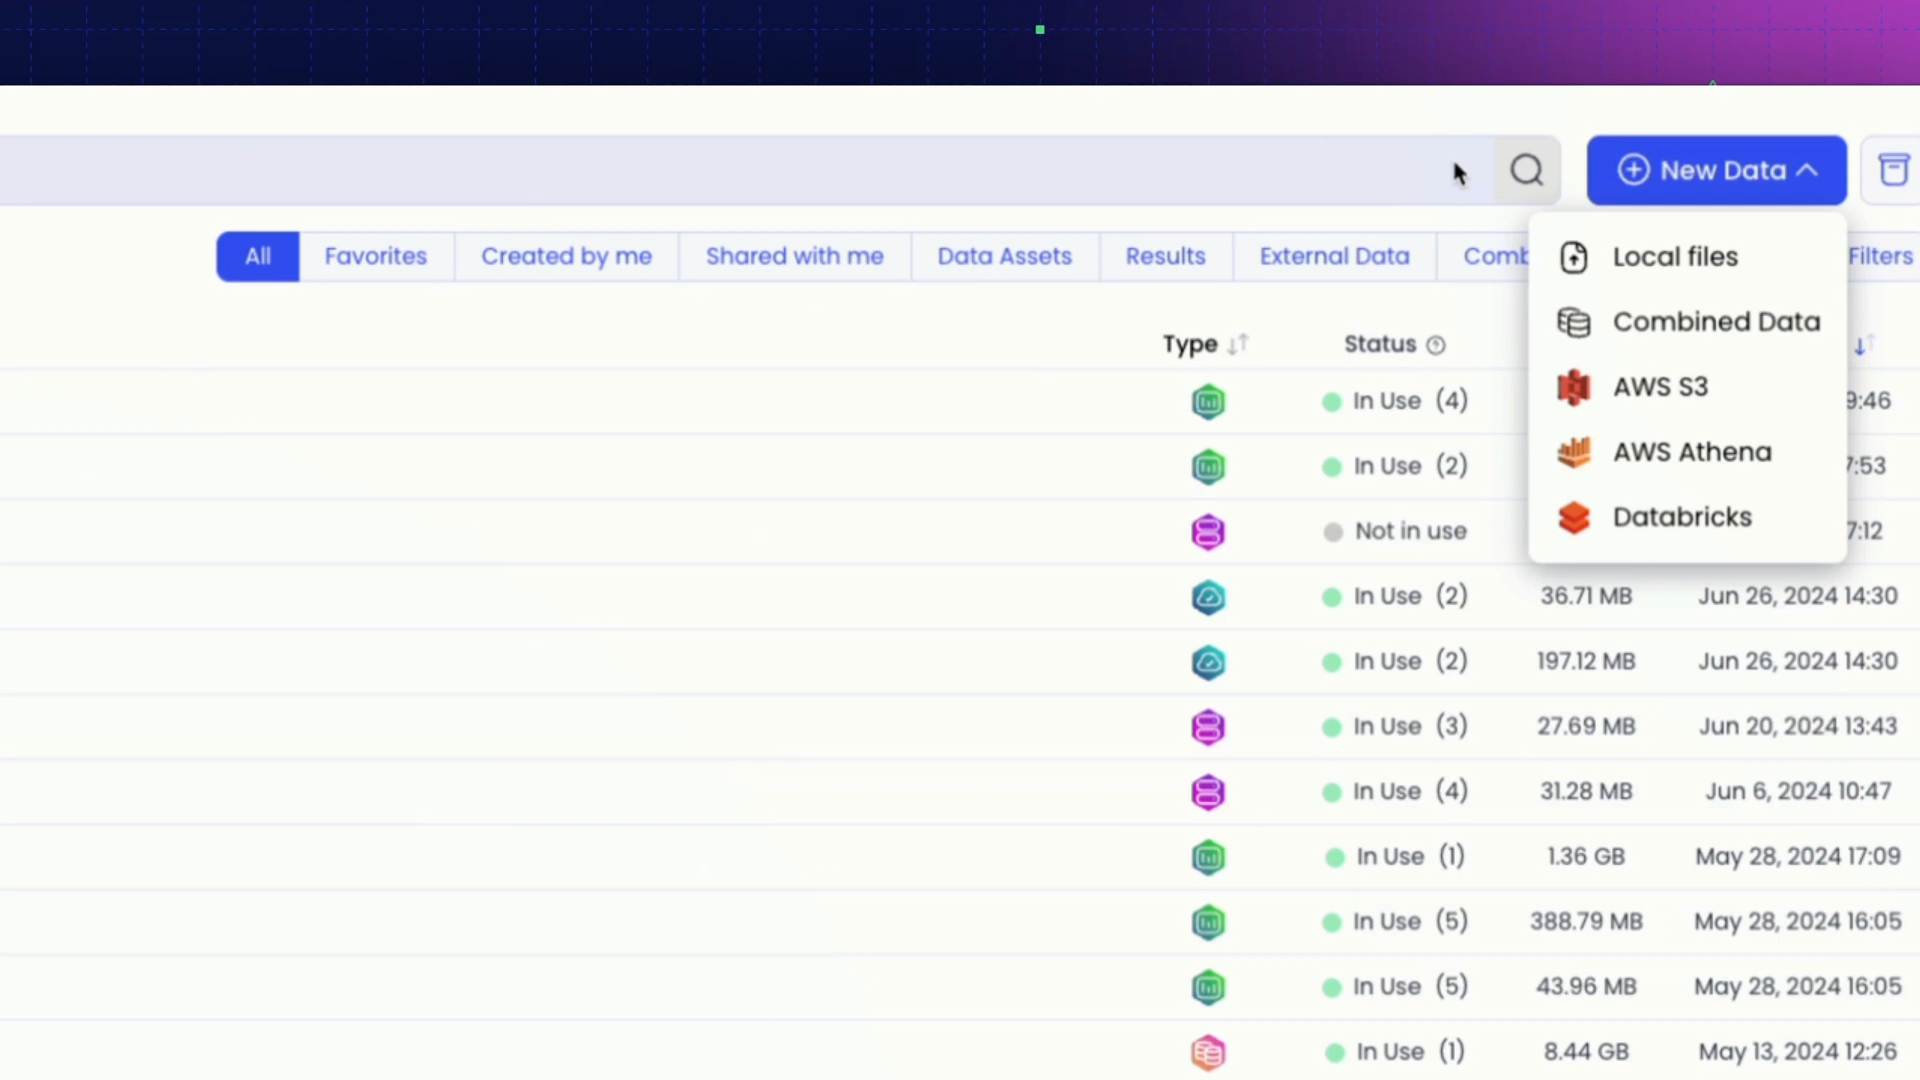 New Data
All Favorites Created by me Shared with me Data Assets Results External Data Comb Filters
Local files
Combined Data
AWS S3
AWS Athena
Databricks
Type Status
In Use (4) 9:46
In Use (2) 7:53
Not in use 7:12
In Use (2) 36.71 MB Jun 26, 2024 14:30
In Use (2) 197.12 MB Jun 26, 2024 14:30
In Use (3) 27.69 MB Jun 20, 2024 13:43
In Use (4) 31.28 MB Jun 6, 2024 10:47
In Use (1) 1.36 GB May 28, 2024 17:09
In Use (5) 388.79 MB May 28, 2024 16:05
In Use (5) 43.96 MB May 28, 2024 16:05
In Use (1) 8.44 GB May 13, 2024 12:26